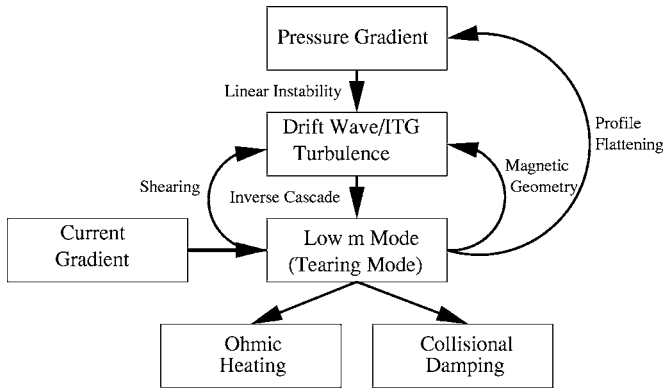 Pressure Gradient
Linear Instability
Drift Wave/ITG
Turbulence
Profile
Flattening
Shearing
Inverse Cascade
Magnetic
Geometry
Current
Gradient
Low m Mode
(Tearing Mode)
Ohmic
Heating
Collisional
Damping